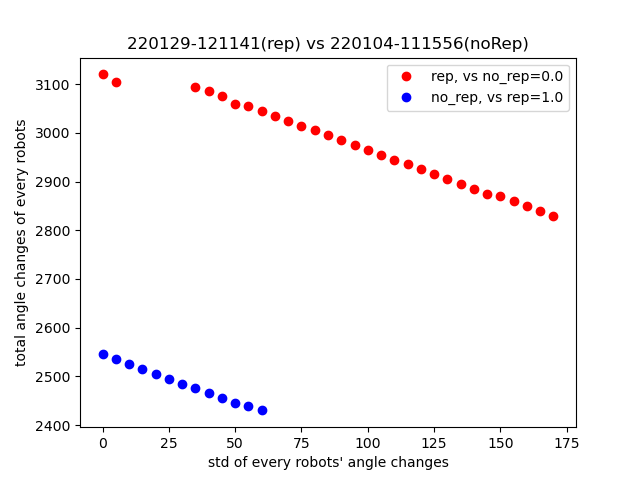 220129-121141(rep) vs 220104-111556(noRep)
rep, vs no_rep=0.0
no_rep, vs rep=1.0
total angle changes of every robots
3100
3000
2900
2800
2700
2600
2500
2400
0 25 50 75 100 125 150 175
std of every robots' angle changes